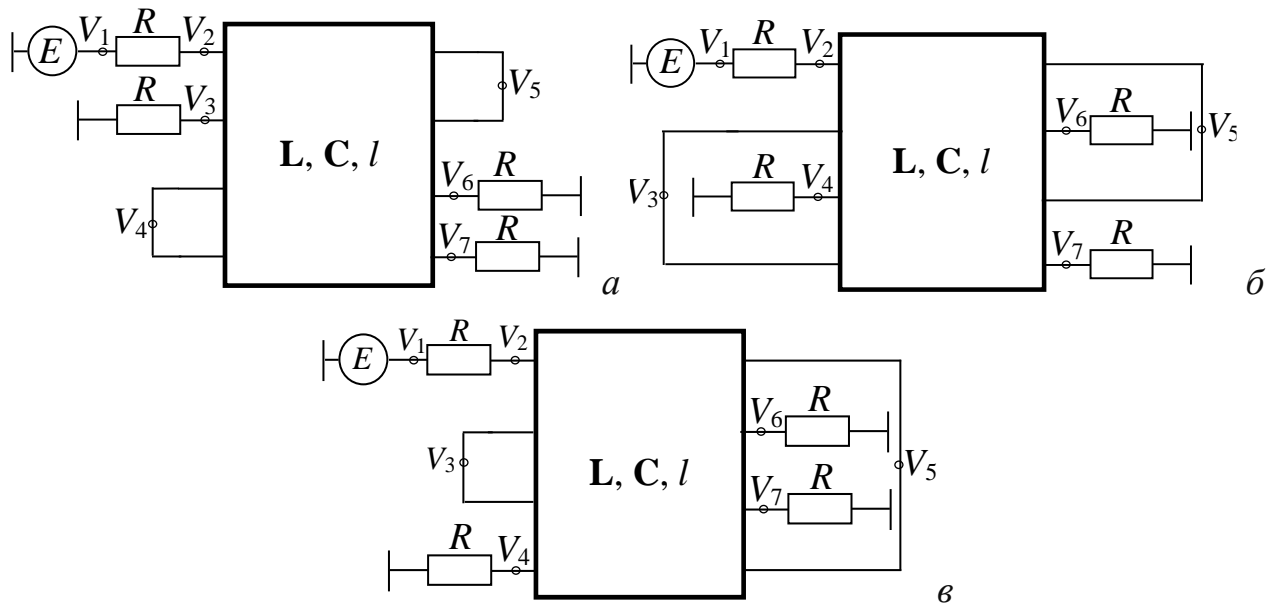 E V1 R V2
R V3
V4
L, C, l
V5
V6 R
V7 R
а
E V1 R V2
V3 R V4
L, C, l
V6 R V5
V7 R
б
E V1 R V2
V3
R V4
L, C, l
V6 R
V5
V7 R
в